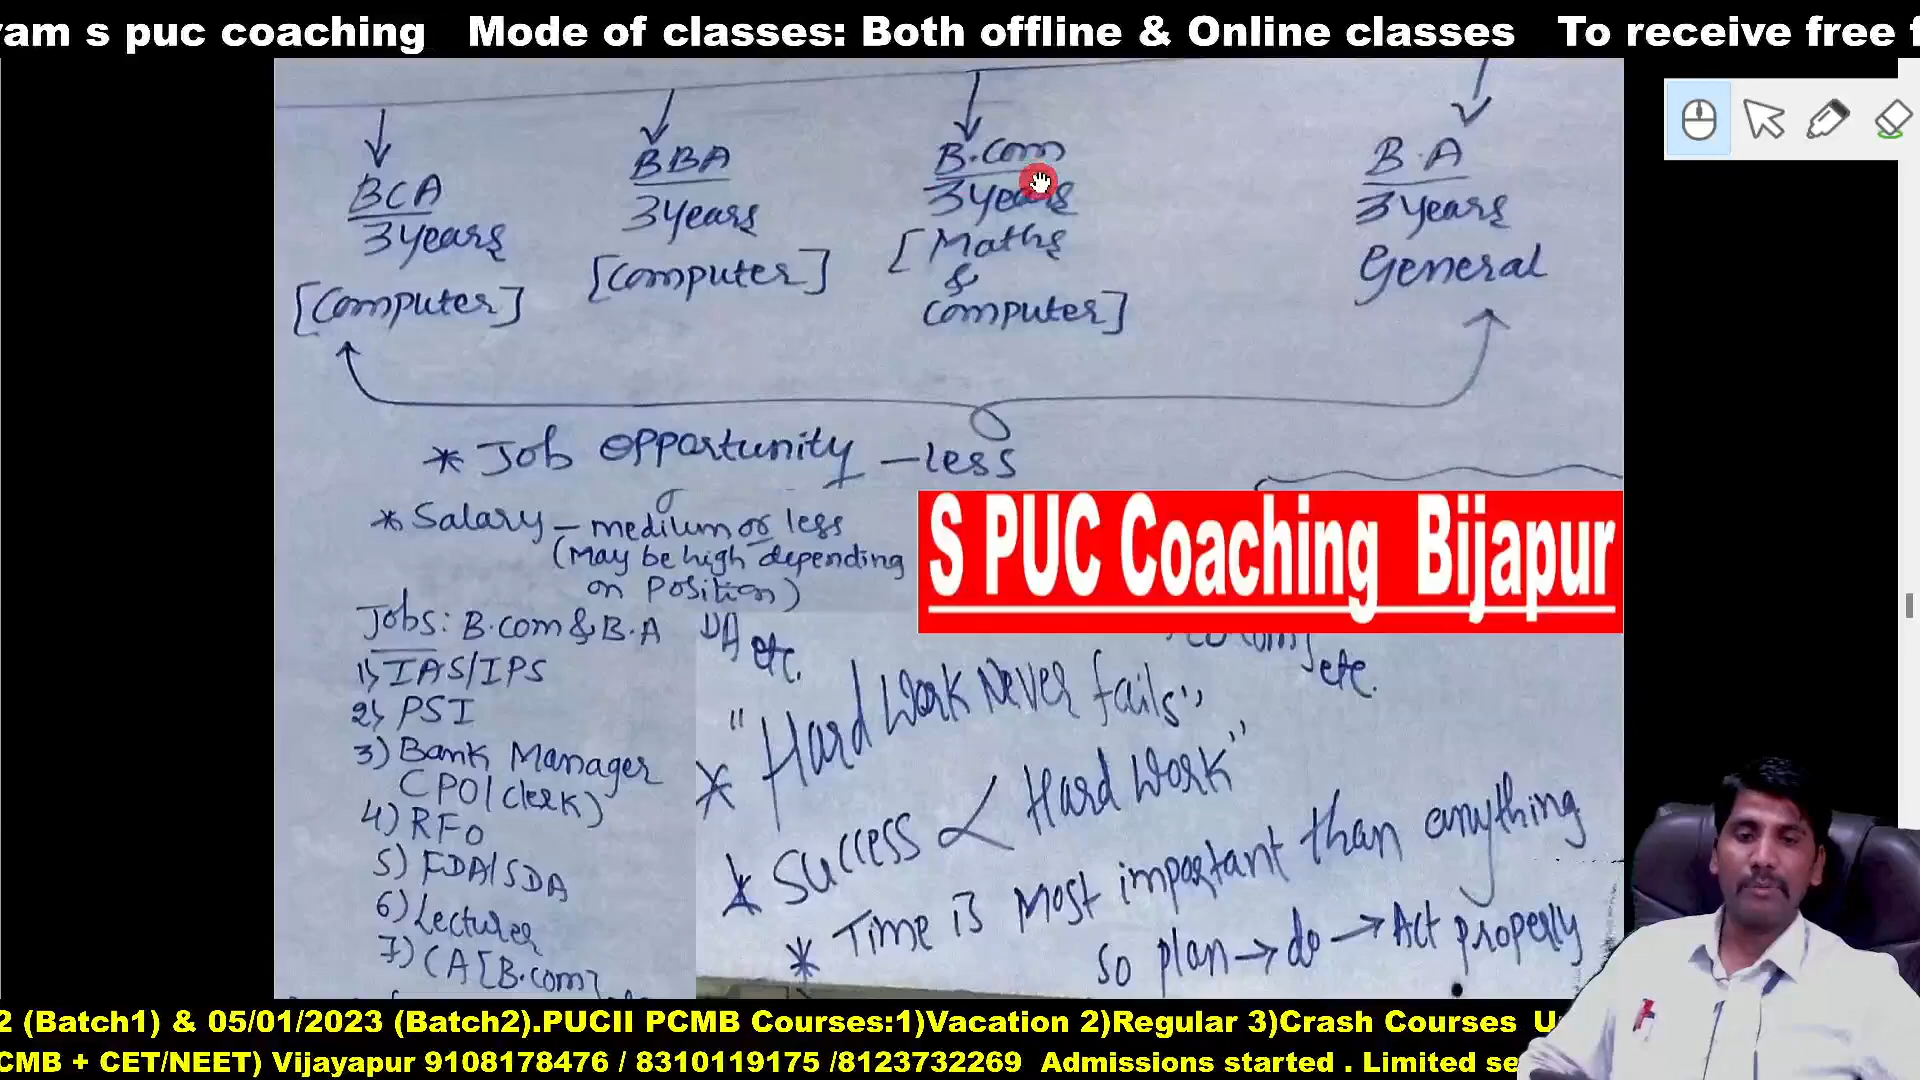 ram s puc coaching   Mode of classes: Both offline & Online classes   To receive free
BCA
3 years
[Computer]
BBA
3 years
[Computer]
B.com
3 years
[Maths
&
Computer]
B.A
3 years
General
* Job opportunity – less
* Salary – medium or less
(May be high depending
on position)
S PUC Coaching Bijapur
Jobs: B.com & B.A
1) IAS/IPS
2) PSI
3) Bank Manager
(PO/Clerk)
4) RFO
5) FDA/SDA
6) Lecturer
7) CA [B.com]
etc.
etc.
* "Hard Work Never fails"
* Success ∝ Hard Work"
* Time is Most important than anything
so plan → do → Act properly
2 (Batch1) & 05/01/2023 (Batch2).PUCII PCMB Courses:1)Vacation 2)Regular 3)Crash Courses
CMB + CET/NEET) Vijayapur 9108178476 / 8310119175 /8123732269  Admissions started . Limited se